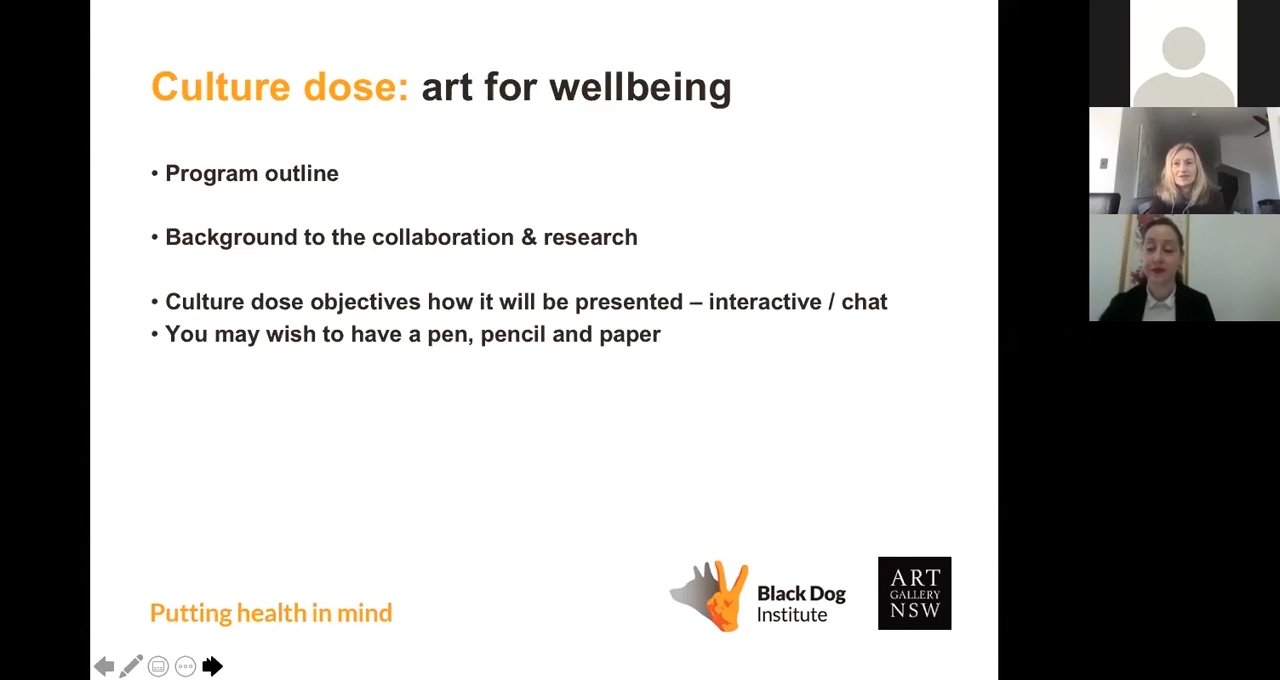 Culture dose: art for wellbeing
• Program outline
• Background to the collaboration & research
• Culture dose objectives how it will be presented – interactive / chat
• You may wish to have a pen, pencil and paper
Putting health in mind
Black Dog
Institute
ART
GALLERY
NSW